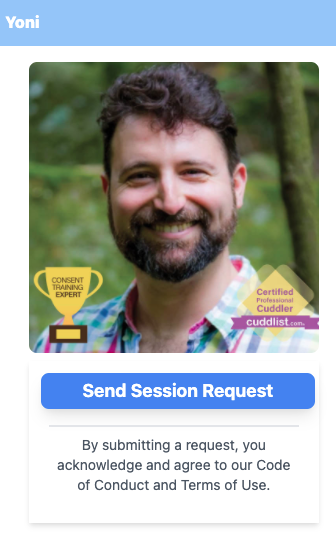 Yoni
CONSENT
TRAINING
EXPERT
Certified
Professional
Cuddler
cuddlist.com
Send Session Request
By submitting a request, you
acknowledge and agree to our Code
of Conduct and Terms of Use.